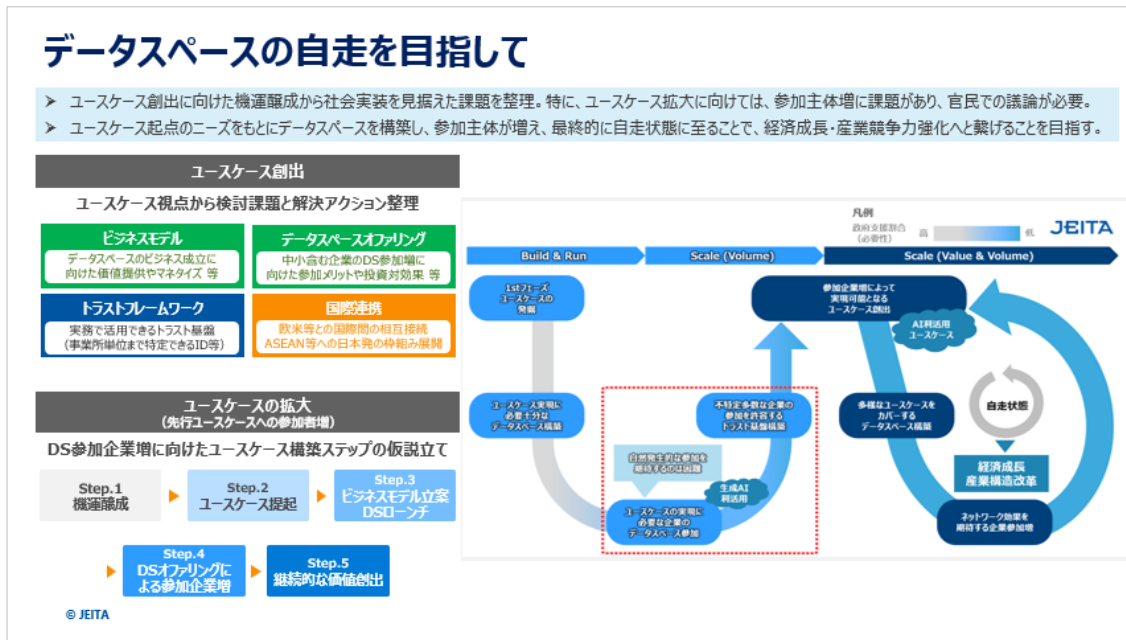 データスペースの自走を目指して
➢ ユースケース創出に向けた機運醸成から社会実装を見据えた課題を整理。特に、ユースケース拡大に向けては、参加主体増に課題があり、官民での議論が必要。
➢ ユースケース起点のニーズをもとにデータスペースを構築し、参加主体が増え、最終的に自走状態に至ることで、経済成長・産業競争力強化へと繋げることを目指す。
ユースケース創出
ユースケース視点から検討課題と解決アクション整理
ビジネスモデル
データスペースのビジネス成立に
向けた価値提供やマネタイズ 等
データスペースオファリング
中小含む企業のDS参加増に
向けた参加メリットや投資対効果 等
トラストフレームワーク
実務で活用できるトラスト基盤
(事業所単位まで特定できるID等)
国際連携
欧米等との国際間の相互接続
ASEAN等への日本発の枠組み展開
ユースケースの拡大
(先行ユースケースへの参加者増)
DS参加企業増に向けたユースケース構築ステップの仮説立て
Step.1
機運醸成
Step.2
ユースケース提起
Step.3
ビジネスモデル立案
DSローンチ
Step.4
DSオファリングに
よる参加企業増
Step.5
継続的な価値創出
© JEITA
凡例
政府支援割合
(必要性)
高
低
JEITA
Build & Run
Scale (Volume)
Scale (Value & Volume)
1stフェーズ
ユースケースの
発掘
ユースケース実現に
必要十分な
データスペース構築
自然発生的な参加を
期待するのは困難
ユースケースの実現に
必要な企業の
データスペース参加
生成AI
利活用
不特定多数な企業の
参加を許容する
トラスト基盤構築
参加企業増によって
実現可能となる
ユースケース創出
AI利活用
ユースケース
多様なユースケースを
カバーする
データスペース構築
自走状態
経済成長
産業構造改革
ネットワーク効果を
期待する企業参加増